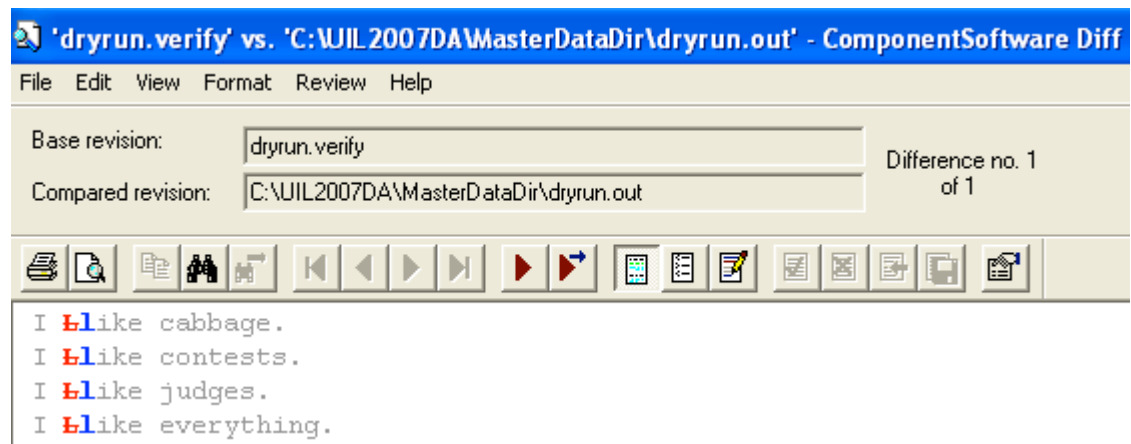 'dryrun.verify' vs. 'C:\UIL2007DA\MasterDataDir\dryrun.out' - ComponentSoftware Diff
File Edit View Format Review Help
Base revision: dryrun.verify
Difference no. 1
of 1
Compared revision: C:\UIL2007DA\MasterDataDir\dryrun.out
I Llike cabbage.
I Llike contests.
I Llike judges.
I Llike everything.